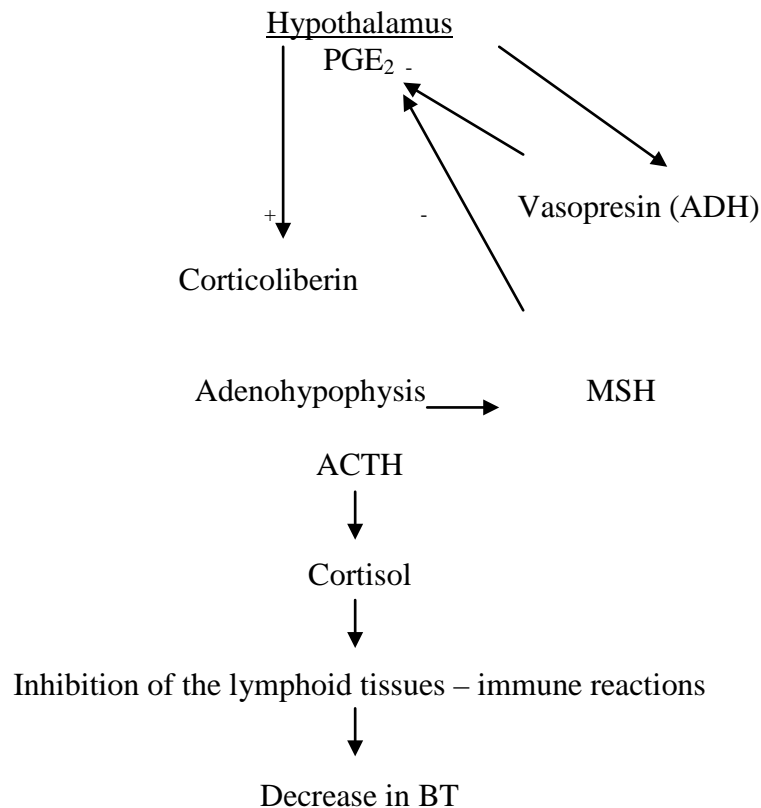 Hypothalamus
PGE₂ -
Vasopresin (ADH)
+ -
Corticoliberin
Adenohypophysis MSH
ACTH
Cortisol
Inhibition of the lymphoid tissues – immune reactions
Decrease in BT